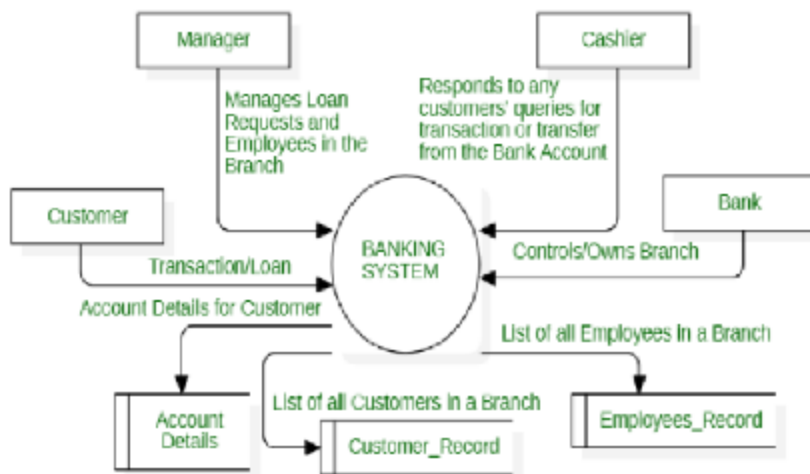 Manager
Cashier
Manages Loan
Requests and
Employees in the
Branch
Responds to any
customers' queries for
transaction or transfer
from the Bank Account
Customer
Bank
BANKING
SYSTEM
Transaction/Loan
Controls/Owns Branch
Account Details for Customer
List of all Employees in a Branch
List of all Customers in a Branch
Account
Details
Customer_Record
Employees_Record